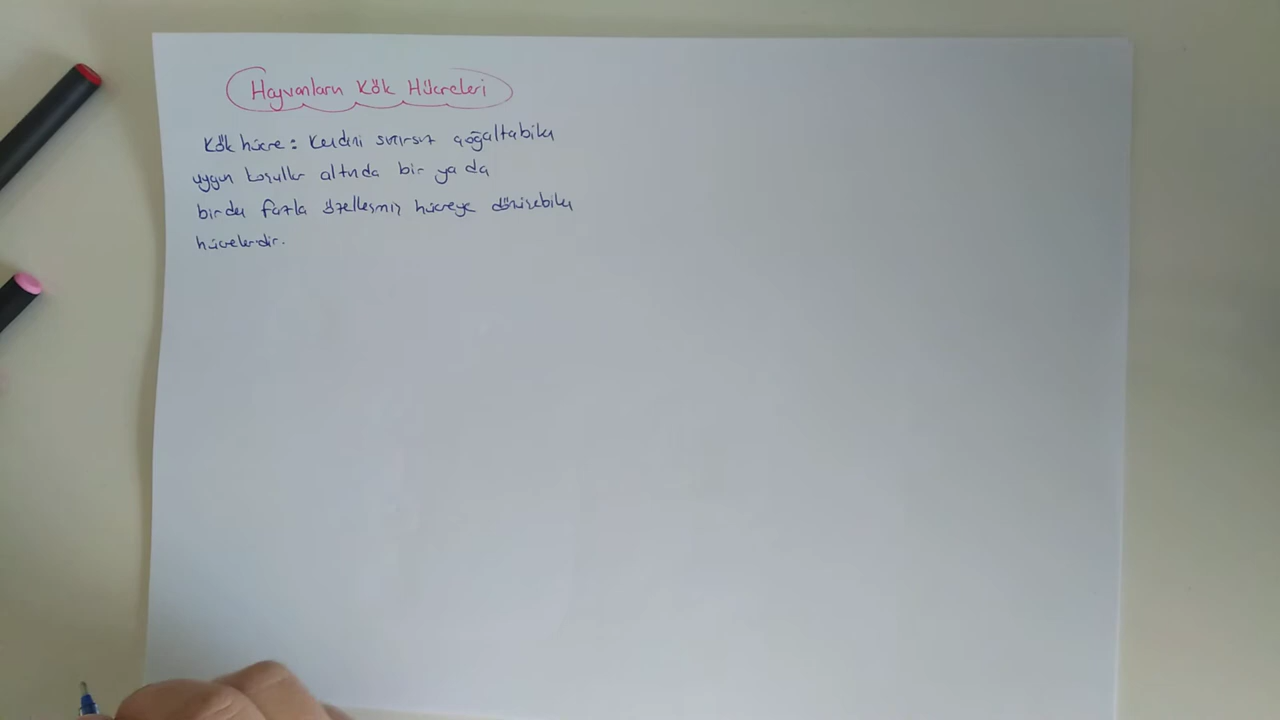 Hayvanların Kök Hücreleri
Kök hücre: Kendini sınırsız çoğaltabilen
uygun koşullar altında bir ya da
birden fazla özelleşmiş hücreye dönüşebilen
hücrelerdir.